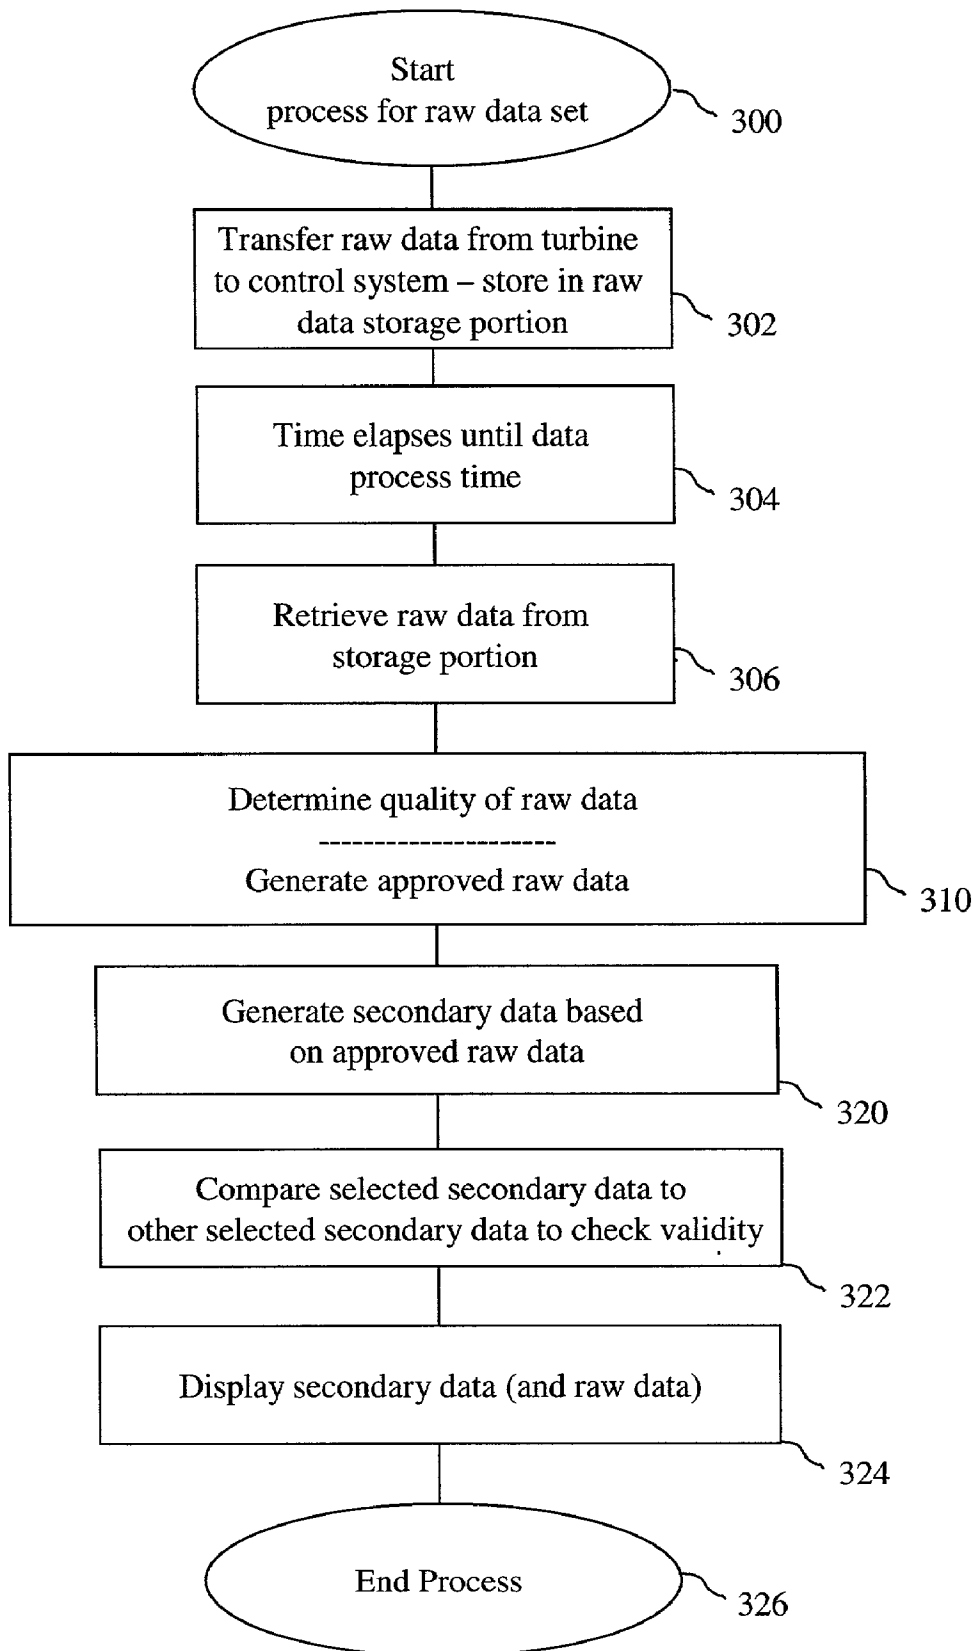 Start
process for raw data set
300
Transfer raw data from turbine
to control system – store in raw
data storage portion
302
Time elapses until data
process time
304
Retrieve raw data from
storage portion
306
Determine quality of raw data
--------------------
Generate approved raw data
310
Generate secondary data based
on approved raw data
320
Compare selected secondary data to
other selected secondary data to check validity
322
Display secondary data (and raw data)
324
End Process
326